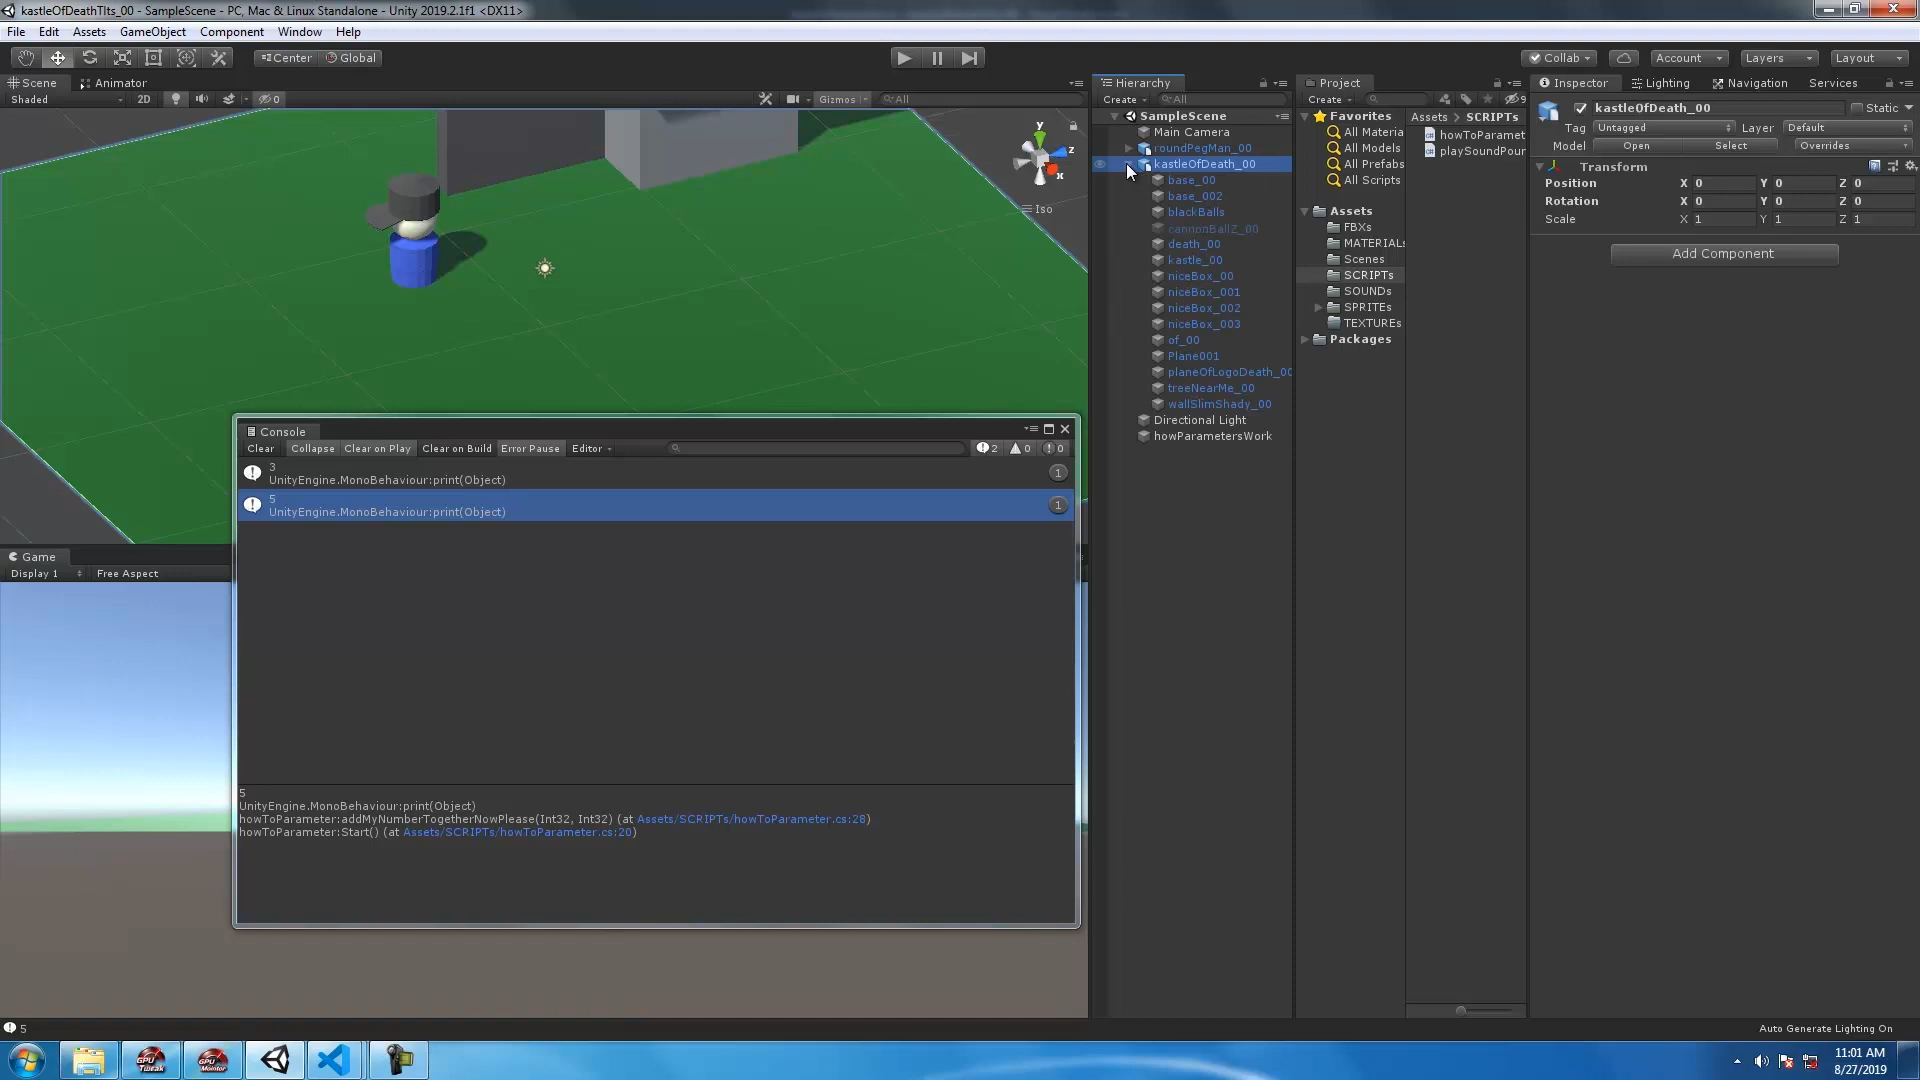 kastleOfDeathTIts_00 - SampleScene - PC, Mac & Linux Standalone - Unity 2019.2.1f1 <DX11>
File Edit Assets GameObject Component Window Help
Center Global
Collab Account Layers Layout
Scene Animator
Shaded 2D 0 Gizmos All
y z x
Iso
Game
Display 1 Free Aspect
Console
Clear Collapse Clear on Play Clear on Build Error Pause Editor 2 0 0
3
UnityEngine.MonoBehaviour:print(Object) 1
5
UnityEngine.MonoBehaviour:print(Object) 1
5
UnityEngine.MonoBehaviour:print(Object)
howToParameter:addMyNumberTogetherNowPlease(Int32, Int32) (at Assets/SCRIPTs/howToParameter.cs:28)
howToParameter:Start() (at Assets/SCRIPTs/howToParameter.cs:20)
Hierarchy
Create All
SampleScene
Main Camera
roundPegMan_00
kastleOfDeath_00
base_00
base_002
blackBalls
cannonBallZ_00
death_00
kastle_00
niceBox_00
niceBox_001
niceBox_002
niceBox_003
of_00
Plane001
planeOfLogoDeath_00
treeNearMe_00
wallSlimShady_00
Directional Light
howParametersWork
Project
Create 9
Favorites
All Materia
All Models
All Prefabs
All Scripts
Assets
FBXs
MATERIALs
Scenes
SCRIPTs
SOUNDs
SPRITEs
TEXTUREs
Packages
Assets SCRIPTs
howToParamet
playSoundPour
Inspector Lighting Navigation Services
kastleOfDeath_00 Static
Tag Untagged Layer Default
Model Open Select Overrides
Transform
Position X 0 Y 0 Z 0
Rotation X 0 Y 0 Z 0
Scale X 1 Y 1 Z 1
Add Component
5
Auto Generate Lighting On
GPU Tweak
GPU Monitor
11:01 AM
8/27/2019